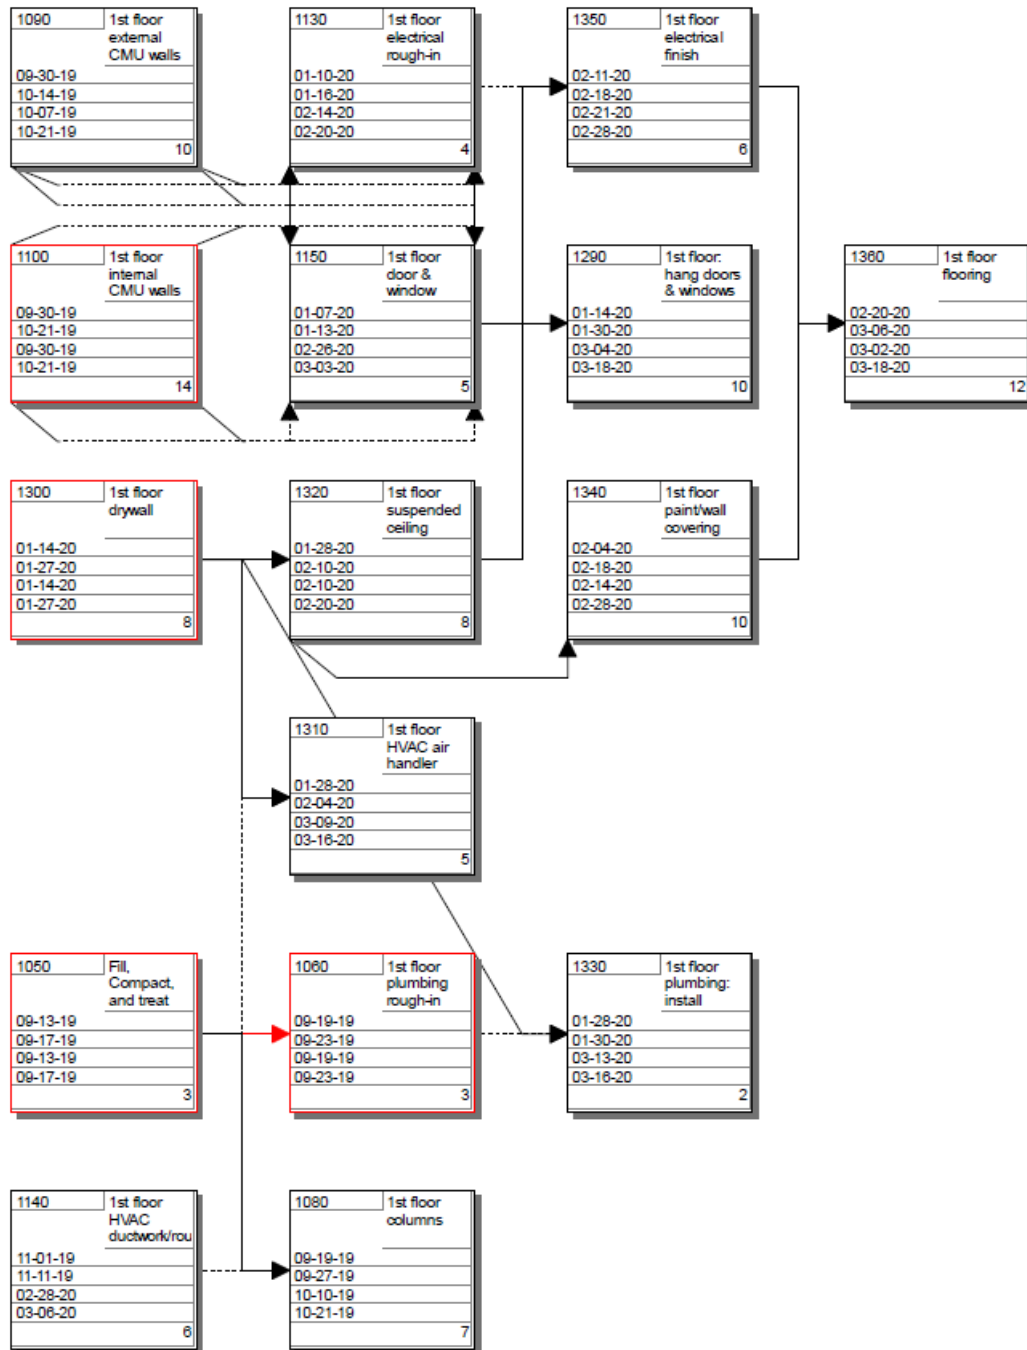 1090 1st floor
external
CMU walls
09-30-19
10-14-19
10-07-19
10-21-19
10
1130 1st floor
electrical
rough-in
01-10-20
01-16-20
02-14-20
02-20-20
4
1350 1st floor
electrical
finish
02-11-20
02-18-20
02-21-20
02-28-20
6
1100 1st floor
internal
CMU walls
09-30-19
10-21-19
09-30-19
10-21-19
14
1150 1st floor
door &
window
01-07-20
01-13-20
02-26-20
03-03-20
5
1290 1st floor:
hang doors
& windows
01-14-20
01-30-20
03-04-20
03-18-20
10
1360 1st floor
flooring
02-20-20
03-06-20
03-02-20
03-18-20
12
1300 1st floor
drywall
01-14-20
01-27-20
01-14-20
01-27-20
8
1320 1st floor
suspended
ceiling
01-28-20
02-10-20
02-10-20
02-20-20
8
1340 1st floor
paint/wall
covering
02-04-20
02-18-20
02-14-20
02-28-20
10
1310 1st floor
HVAC air
handler
01-28-20
02-04-20
03-09-20
03-16-20
5
1050 Fill,
Compact,
and treat
09-13-19
09-17-19
09-13-19
09-17-19
3
1060 1st floor
plumbing
rough-in
09-19-19
09-23-19
09-19-19
09-23-19
3
1330 1st floor
plumbing:
install
01-28-20
01-30-20
03-13-20
03-16-20
2
1140 1st floor
HVAC
ductwork/rou
11-01-19
11-11-19
02-28-20
03-06-20
6
1080 1st floor
columns
09-19-19
09-27-19
10-10-19
10-21-19
7